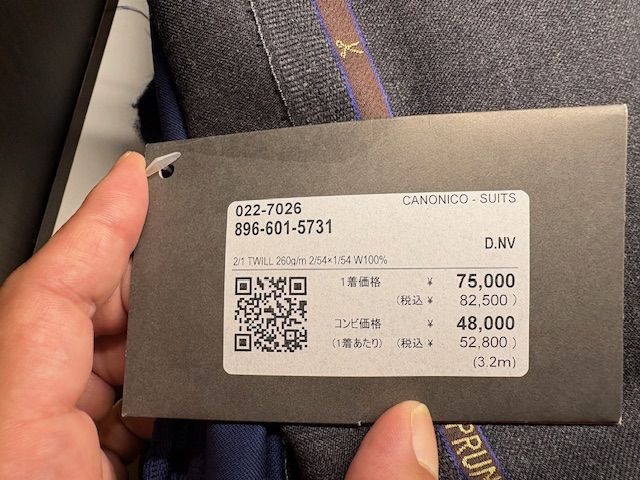 022-7026
CANONICO - SUITS
896-601-5731
D.NV
2/1 TWILL 260g/m 2/54×1/54 W100%
1着価格 ¥ 75,000
(税込 ¥ 82,500 )
コンビ価格 ¥ 48,000
(1着あたり) (税込 ¥ 52,800 )
(3.2m)
PRUN